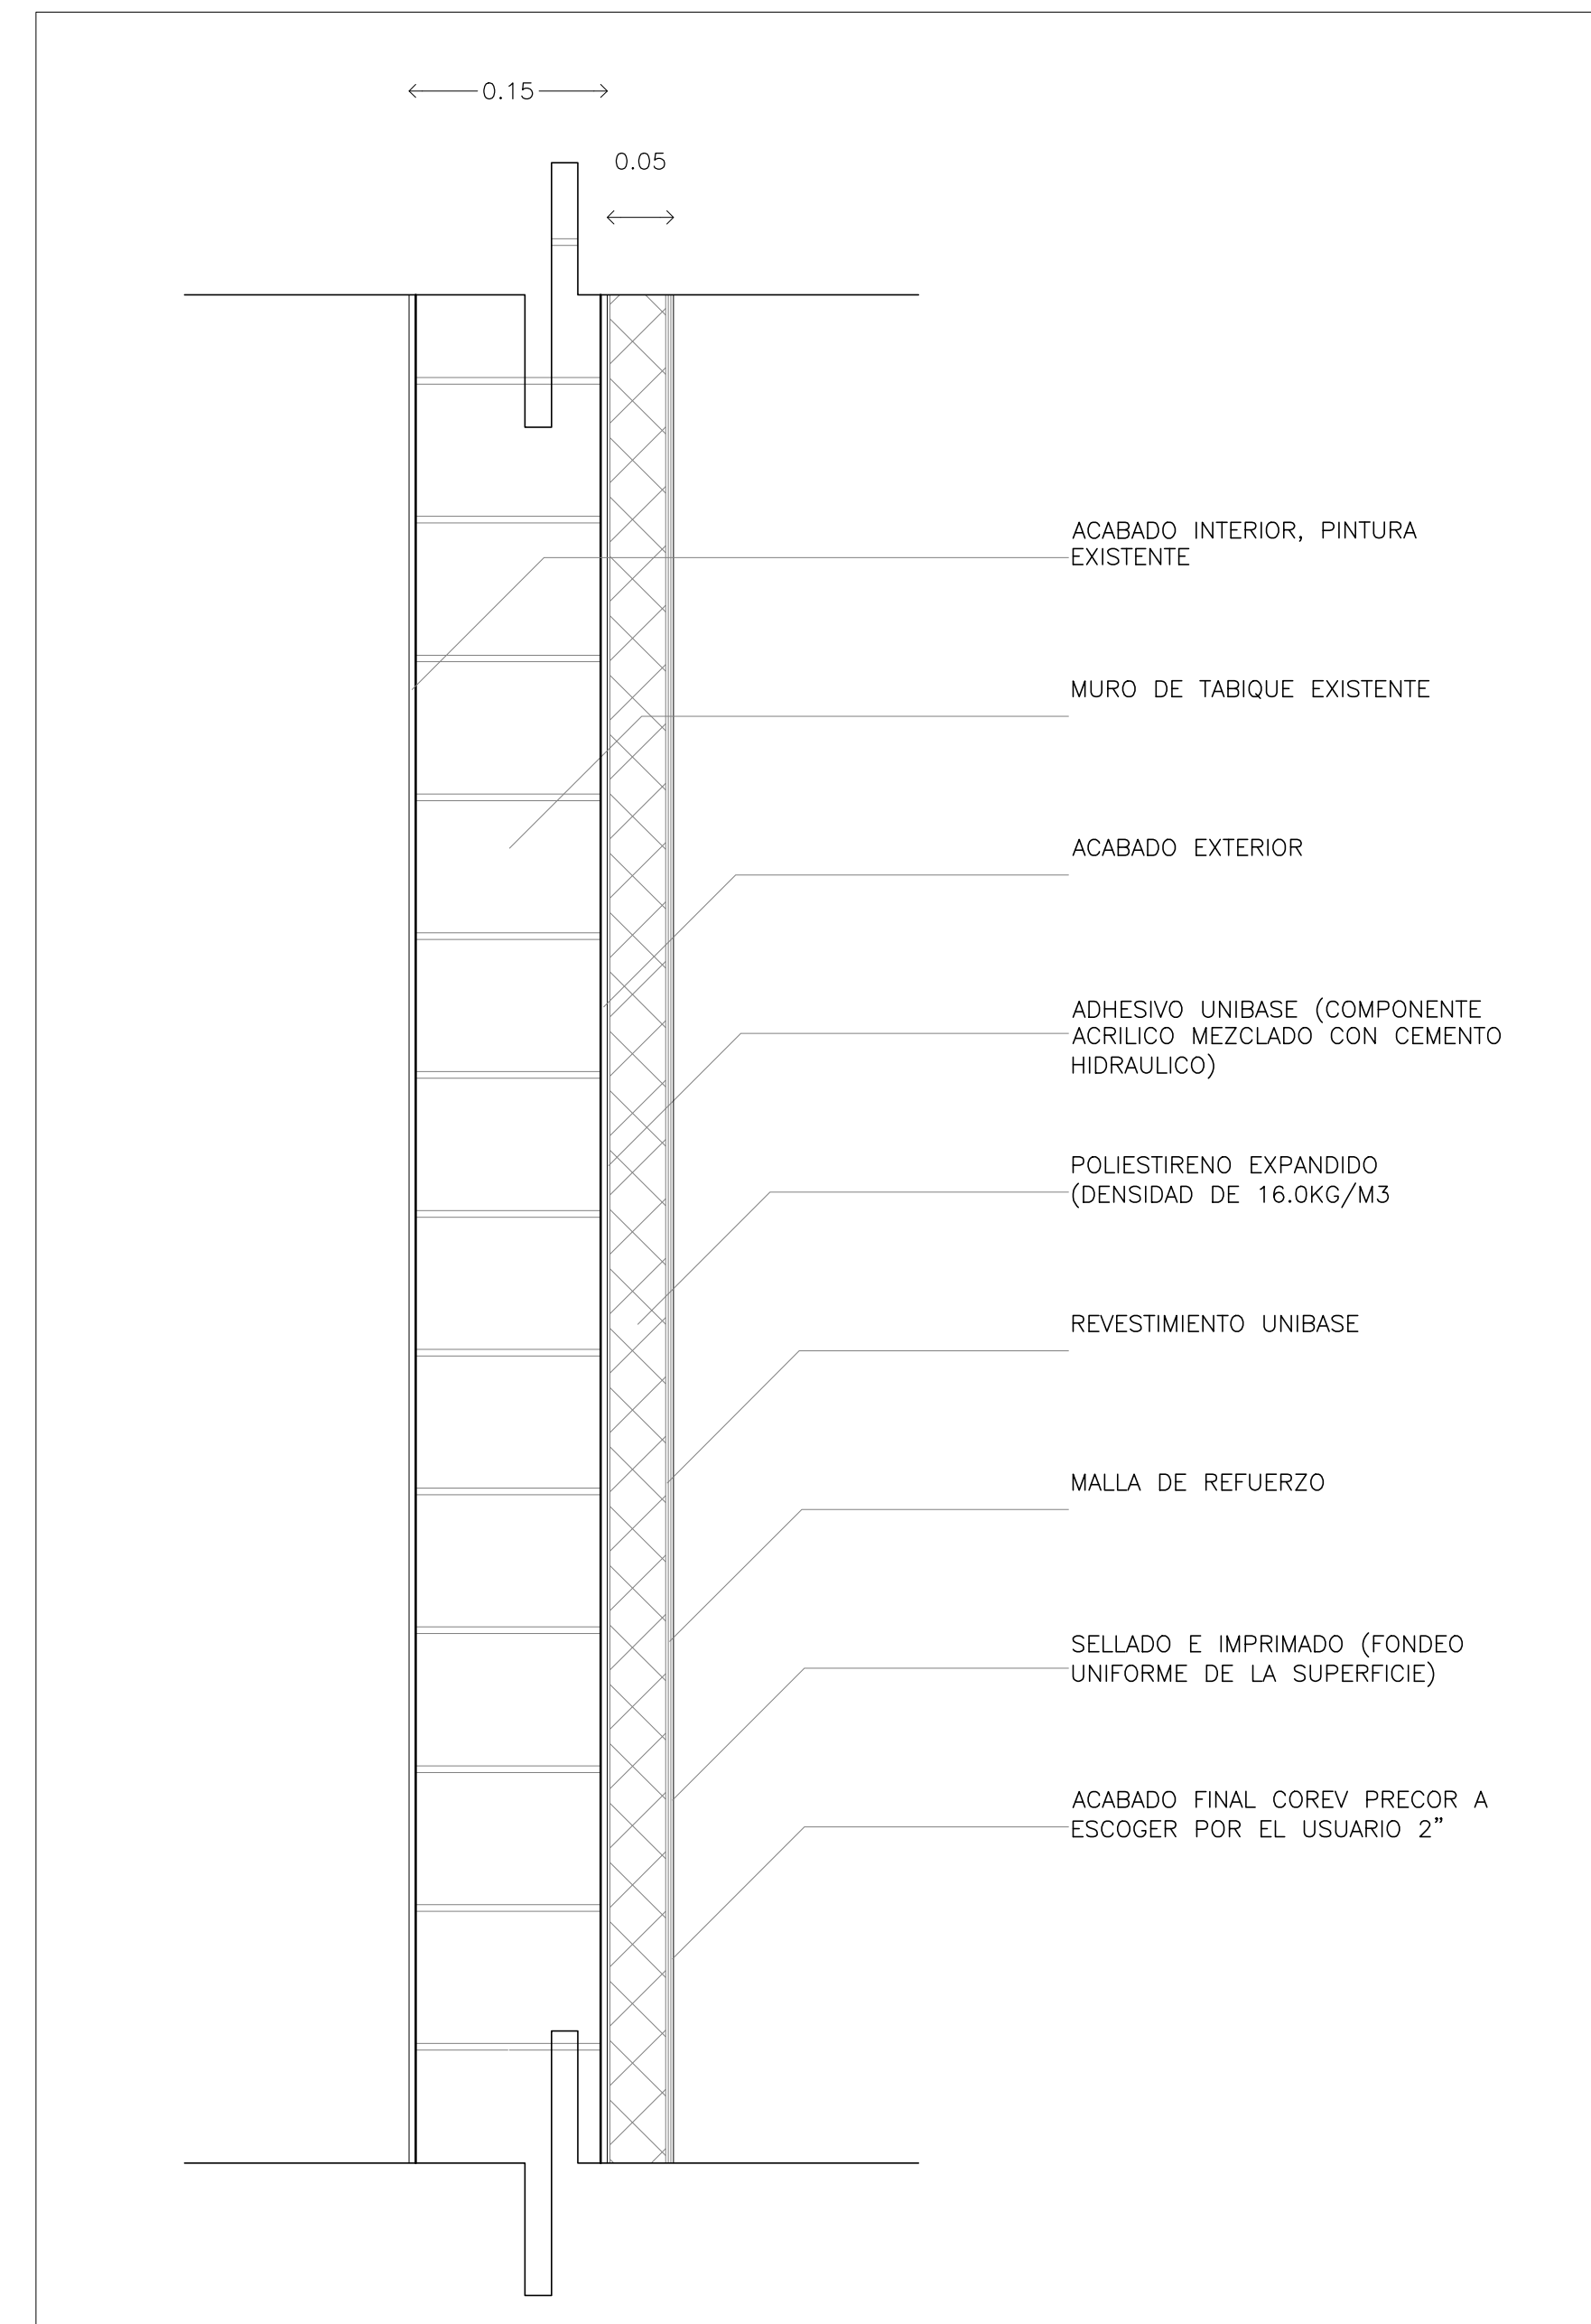 0.15
0.05
ACABADO INTERIOR, PINTURA
EXISTENTE
MURO DE TABIQUE EXISTENTE
ACABADO EXTERIOR
ADHESIVO UNIBASE (COMPONENTE
ACRILICO MEZCLADO CON CEMENTO
HIDRAULICO)
POLIESTIRENO EXPANDIDO
(DENSIDAD DE 16.0KG/M3
REVESTIMIENTO UNIBASE
MALLA DE REFUERZO
SELLADO E IMPRIMADO (FONDEO
UNIFORME DE LA SUPERFICIE)
ACABADO FINAL COREV PRECOR A
ESCOGER POR EL USUARIO 2”